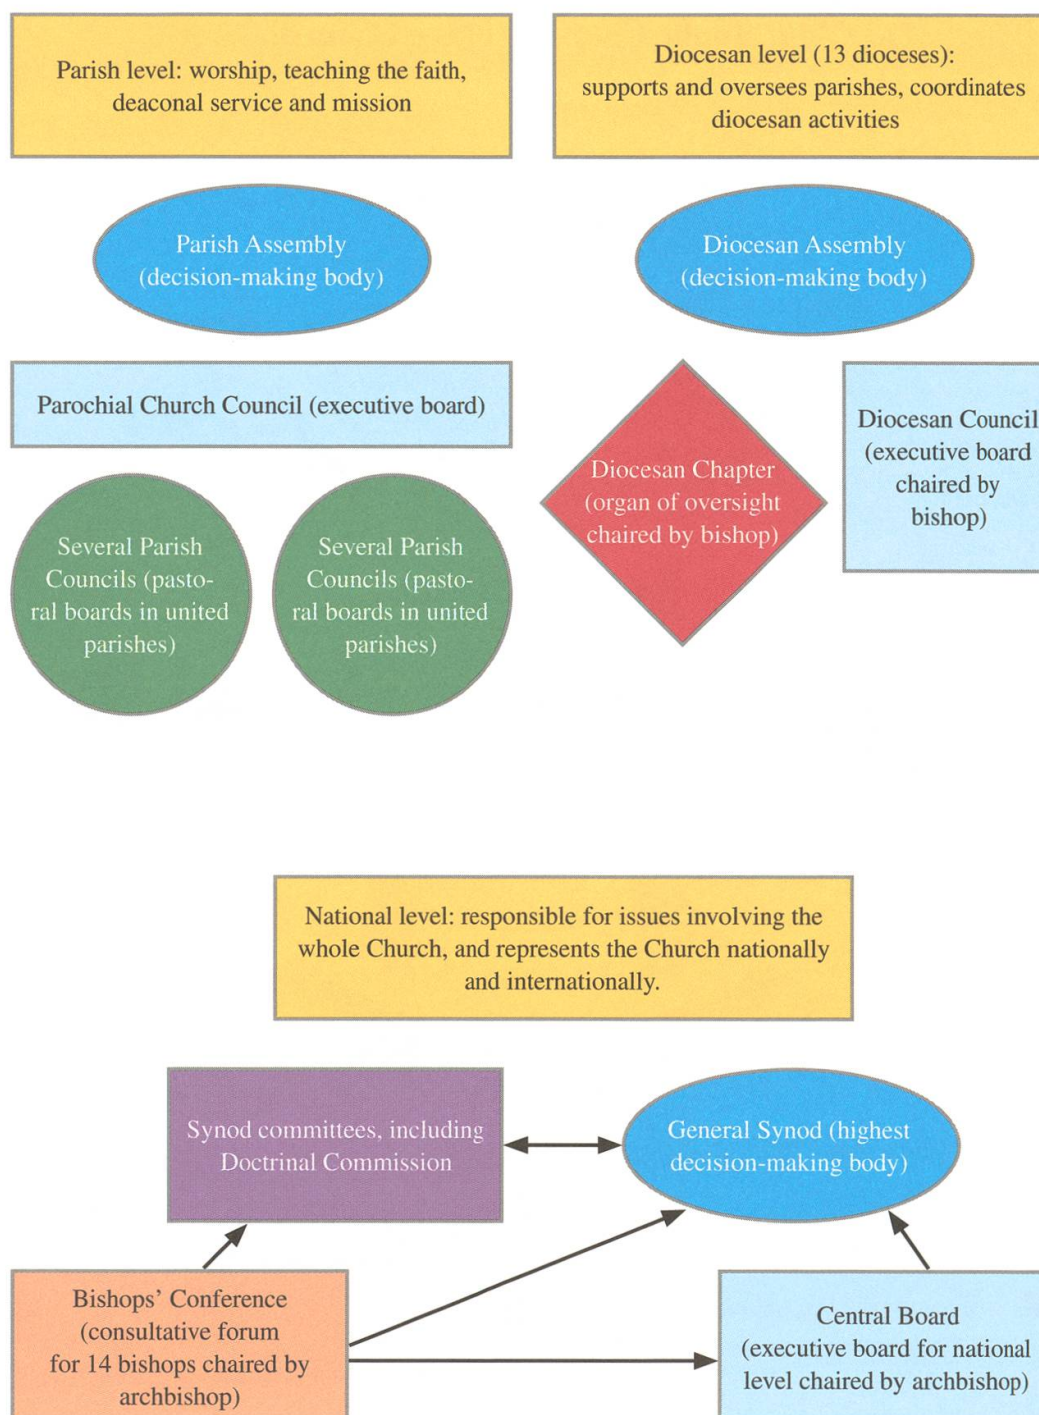 Parish level: worship, teaching the faith,
deaconal service and mission
Diocesan level (13 dioceses):
supports and oversees parishes, coordinates
diocesan activities
Parish Assembly
(decision-making body)
Diocesan Assembly
(decision-making body)
Parochial Church Council (executive board)
Diocesan Chapter
(organ of oversight
chaired by bishop)
Diocesan Council
(executive board
chaired by
bishop)
Several Parish
Councils (pasto-
ral boards in united
parishes)
Several Parish
Councils (pasto-
ral boards in united
parishes)
National level: responsible for issues involving the
whole Church, and represents the Church nationally
and internationally.
Synod committees, including
Doctrinal Commission
General Synod (highest
decision-making body)
Bishops’ Conference
(consultative forum
for 14 bishops chaired by
archbishop)
Central Board
(executive board for national
level chaired by archbishop)